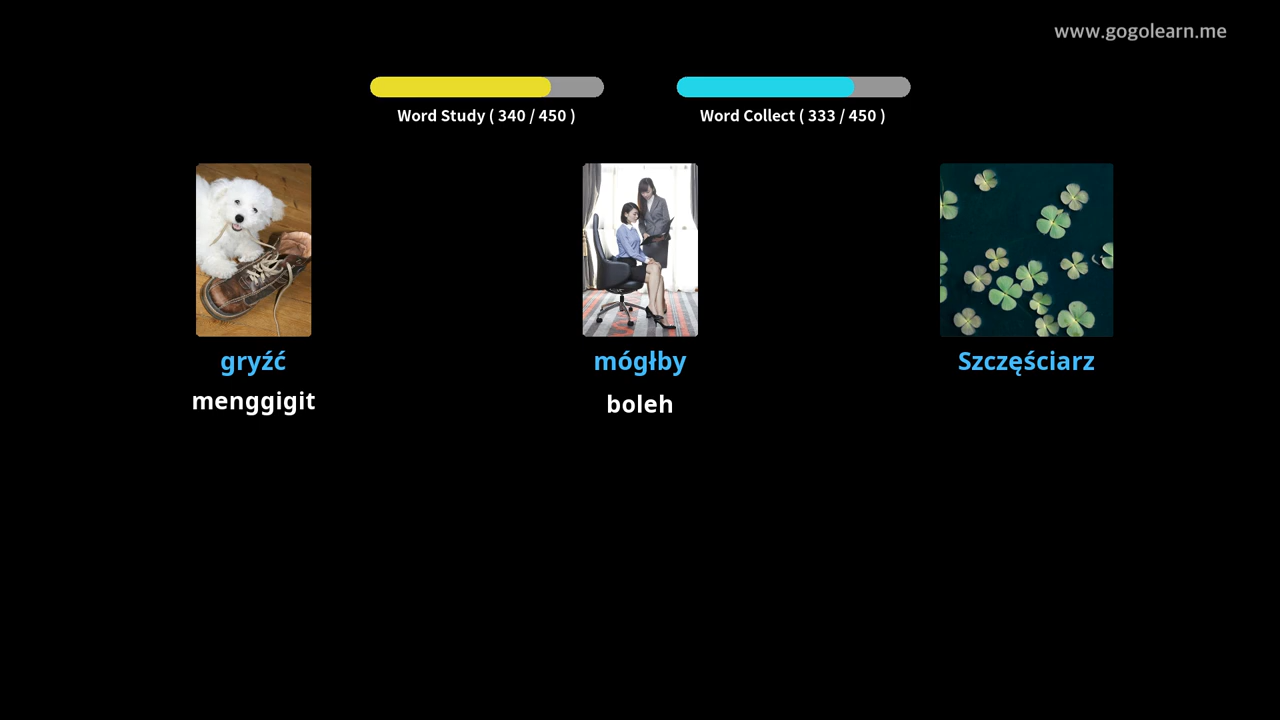 www.gogolearn.me
Word Study ( 340 / 450 )
Word Collect ( 333 / 450 )
gryźć
mógłby
Szczęściarz
menggigit
boleh